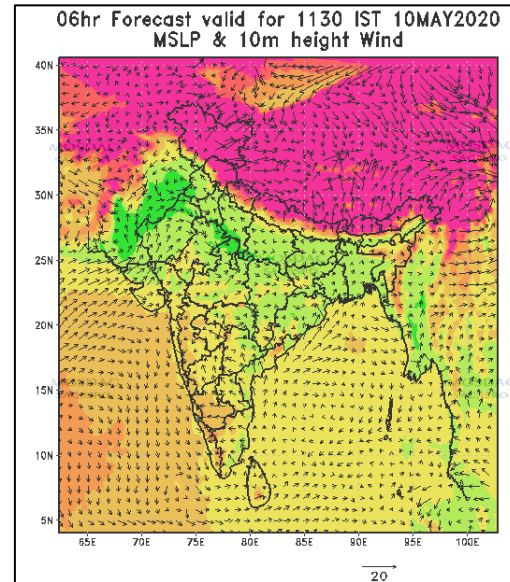 06hr Forecast valid for 1130 IST 10MAY2020
MSLP & 10m height Wind
40N
35N
30N
25N
20N
15N
10N
5N
65E 70E 75E 80E 85E 90E 95E 100E
20